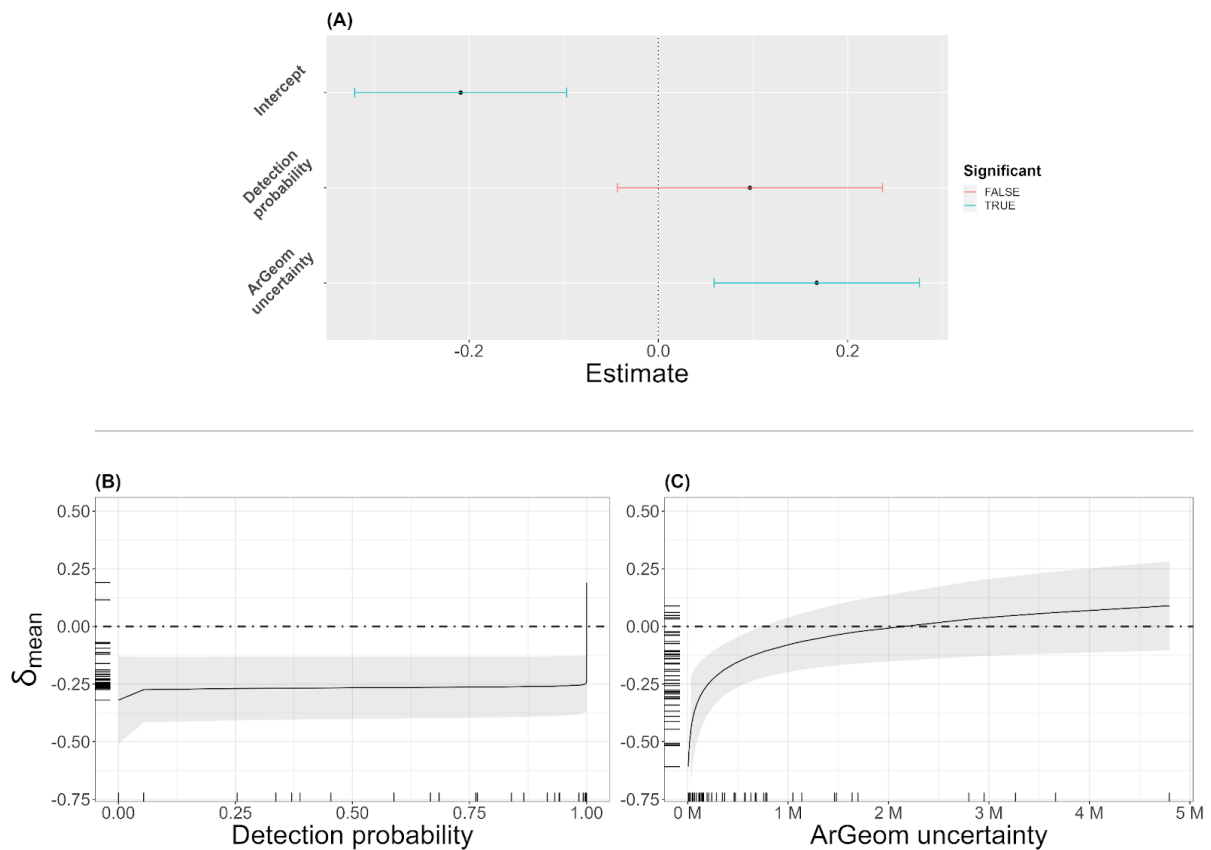 (A)
Intercept
Detection
probability
ArGeom
uncertainty
-0.2
0.0
0.2
Estimate
Significant
FALSE
TRUE
(B)
δmean
0.50
0.25
0.00
-0.25
-0.50
-0.75
0.00
0.25
0.50
0.75
1.00
Detection probability
(C)
0.50
0.25
0.00
-0.25
-0.50
-0.75
0 M
1 M
2 M
3 M
4 M
5 M
ArGeom uncertainty